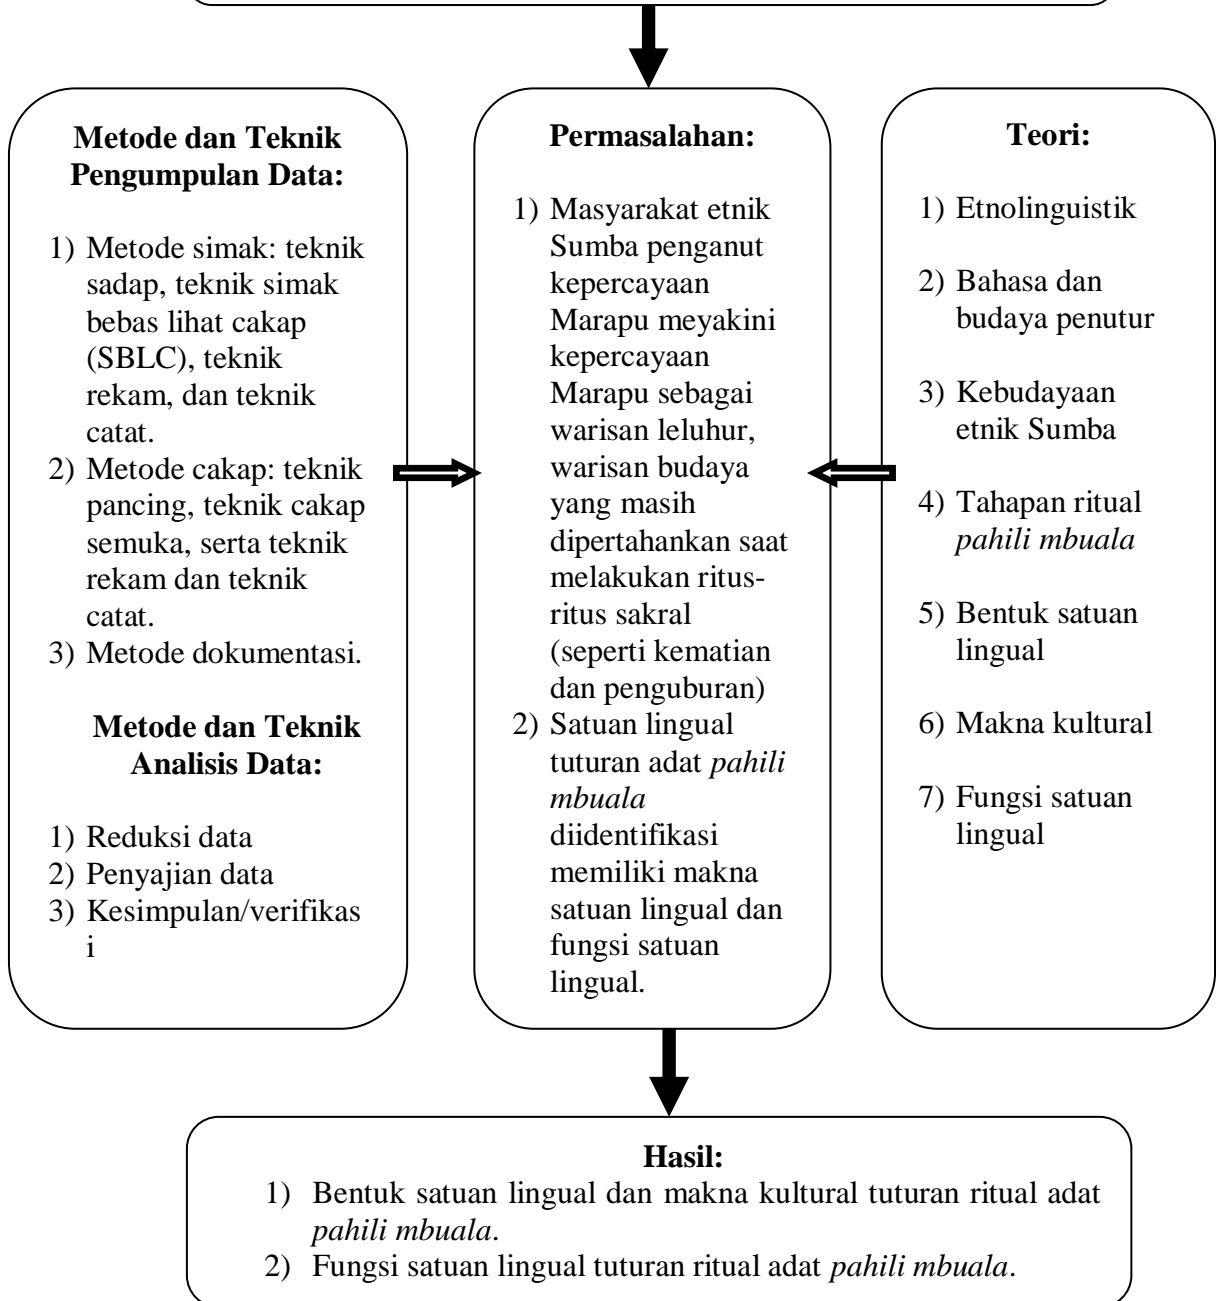 Metode dan Teknik
Pengumpulan Data:
1) Metode simak: teknik
sadap, teknik simak
bebas lihat cakap
(SBLC), teknik
rekam, dan teknik
catat.
2) Metode cakap: teknik
pancing, teknik cakap
semuka, serta teknik
rekam dan teknik
catat.
3) Metode dokumentasi.
Metode dan Teknik
Analisis Data:
1) Reduksi data
2) Penyajian data
3) Kesimpulan/verifikas
i
Permasalahan:
1) Masyarakat etnik
Sumba penganut
kepercayaan
Marapu meyakini
kepercayaan
Marapu sebagai
warisan leluhur,
warisan budaya
yang masih
dipertahankan saat
melakukan ritus-
ritus sakral
(seperti kematian
dan penguburan)
2) Satuan lingual
tuturan adat pahili
mbuala
diidentifikasi
memiliki makna
satuan lingual dan
fungsi satuan
lingual.
Teori:
1) Etnolinguistik
2) Bahasa dan
budaya penutur
3) Kebudayaan
etnik Sumba
4) Tahapan ritual
pahili mbuala
5) Bentuk satuan
lingual
6) Makna kultural
7) Fungsi satuan
lingual
Hasil:
1) Bentuk satuan lingual dan makna kultural tuturan ritual adat
pahili mbuala.
2) Fungsi satuan lingual tuturan ritual adat pahili mbuala.